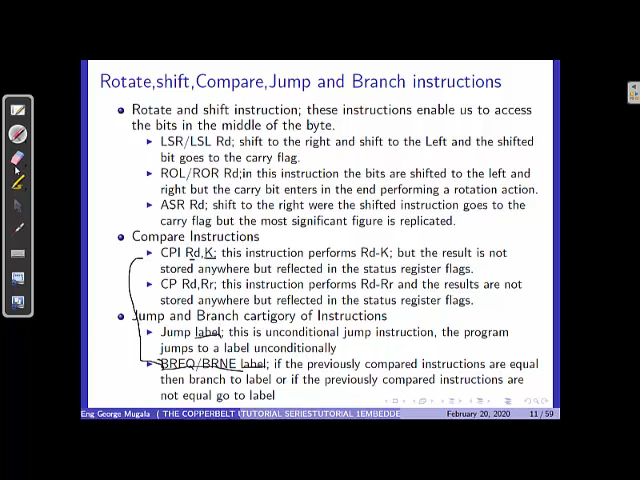 Rotate,shift,Compare,Jump and Branch instructions
Rotate and shift instruction; these instructions enable us to access
the bits in the middle of the byte.
LSR/LSL Rd; shift to the right and shift to the Left and the shifted
bit goes to the carry flag.
ROL/ROR Rd;in this instruction the bits are shifted to the left and
right but the carry bit enters in the end performing a rotation action.
ASR Rd; shift to the right were the shifted instruction goes to the
carry flag but the most significant figure is replicated.
Compare Instructions
CPI Rd,K; this instruction performs Rd-K; but the result is not
stored anywhere but reflected in the status register flags.
CP Rd,Rr; this instruction performs Rd-Rr and the results are not
stored anywhere but reflected in the status register flags.
Jump and Branch cartigory of Instructions
Jump label; this is unconditional jump instruction, the program
jumps to a label unconditionally
BREQ/BRNE label; if the previously compared instructions are equal
then branch to label or if the previously compared instructions are
not equal go to label
Eng George Mugala ( THE COPPERBELT UTUTORIAL SERIESTUTORIAL 1EMBEDDE February 20, 2020 11 / 59